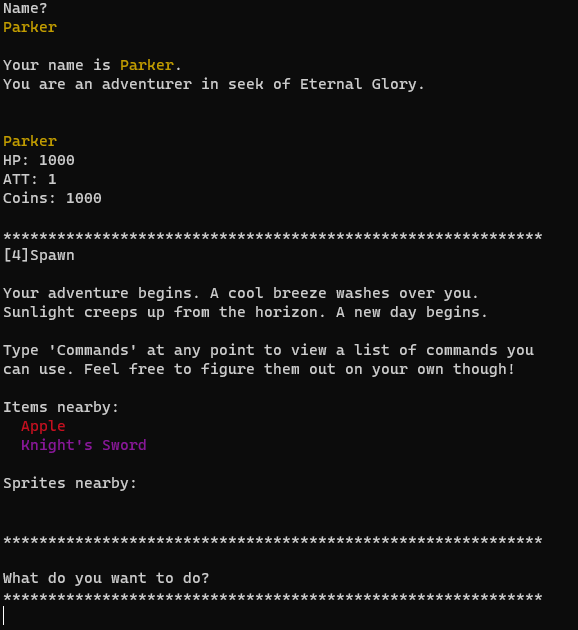 Name?
Parker
Your name is Parker.
You are an adventurer in seek of Eternal Glory.
Parker
HP: 1000
ATT: 1
Coins: 1000
************************************************************
[4]Spawn
Your adventure begins. A cool breeze washes over you.
Sunlight creeps up from the horizon. A new day begins.
Type 'Commands' at any point to view a list of commands you
can use. Feel free to figure them out on your own though!
Items nearby:
Apple
Knight's Sword
Sprites nearby:
************************************************************
What do you want to do?
************************************************************